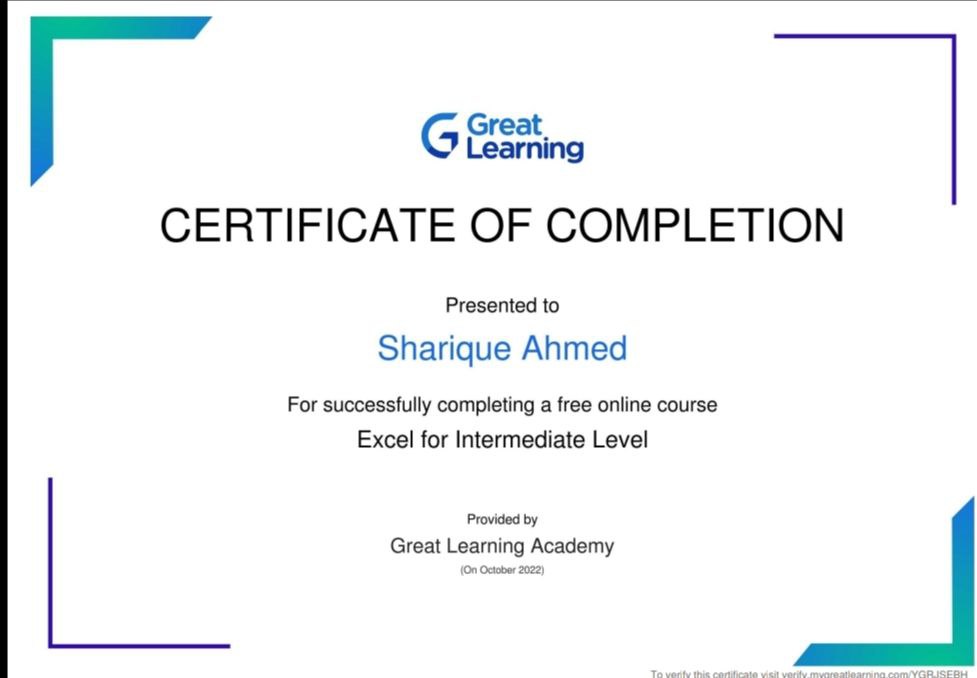 Great
Learning
CERTIFICATE OF COMPLETION
Presented to
Sharique Ahmed
For successfully completing a free online course
Excel for Intermediate Level
Provided by
Great Learning Academy
(On October 2022)
To verify this certificate visit verify.mygreatlearning.com/YGRJSEBH